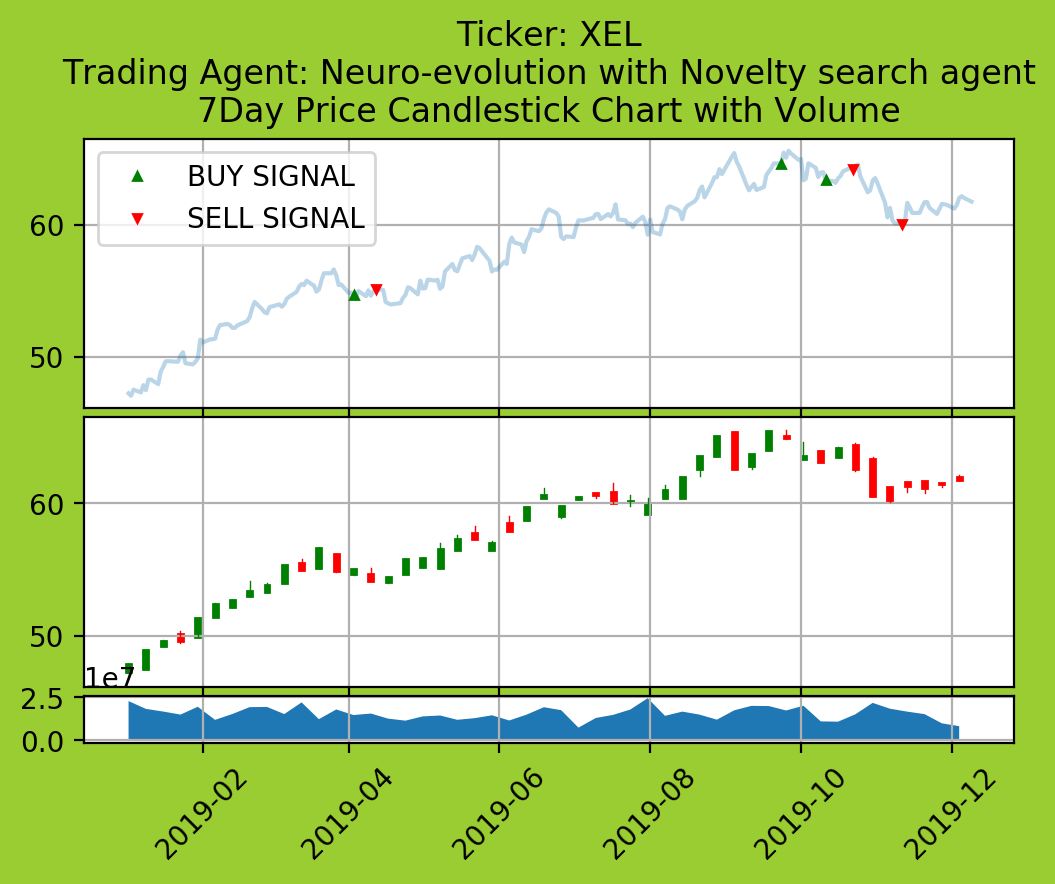 Ticker: XEL
Trading Agent: Neuro-evolution with Novelty search agent
7Day Price Candlestick Chart with Volume
BUY SIGNAL
SELL SIGNAL
60
50
60
50
1e7
2.5
0.0
2019-02
2019-04
2019-06
2019-08
2019-10
2019-12